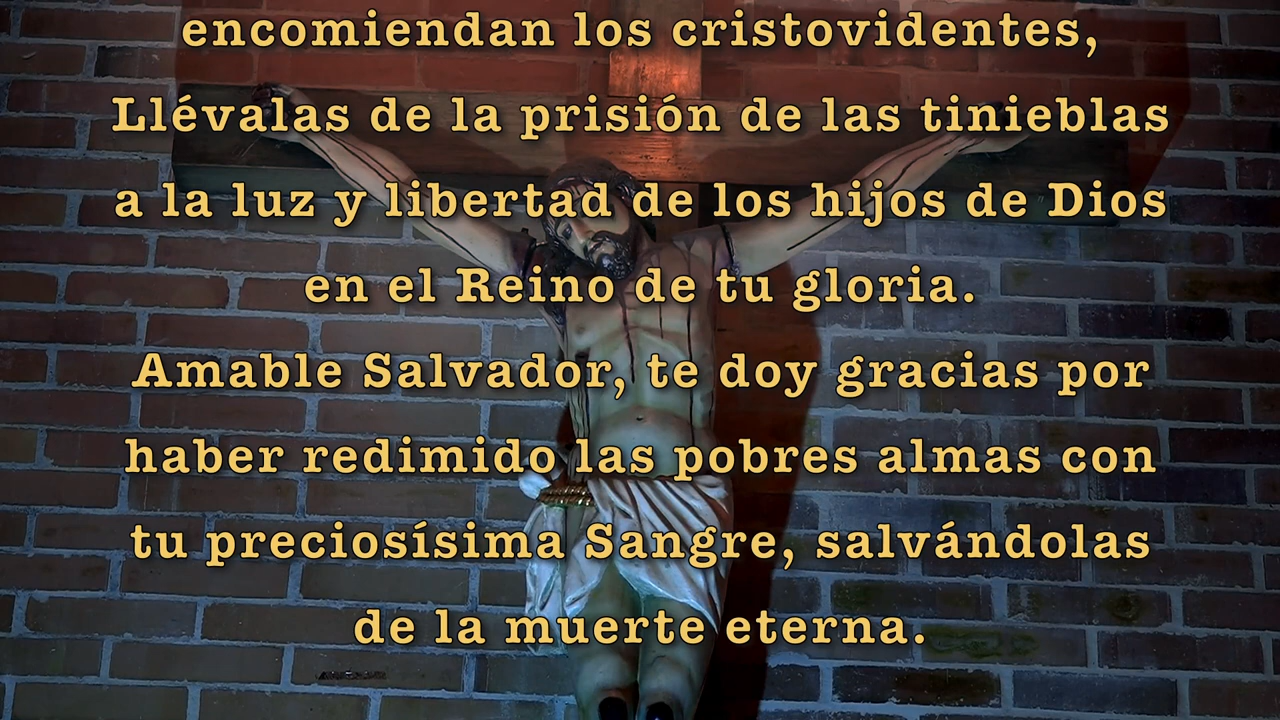 encomiendan los cristovidentes,
Llévalas de la prisión de las tinieblas
a la luz y libertad de los hijos de Dios
en el Reino de tu gloria.
Amable Salvador, te doy gracias por
haber redimido las pobres almas con
tu preciosísima Sangre, salvándolas
de la muerte eterna.